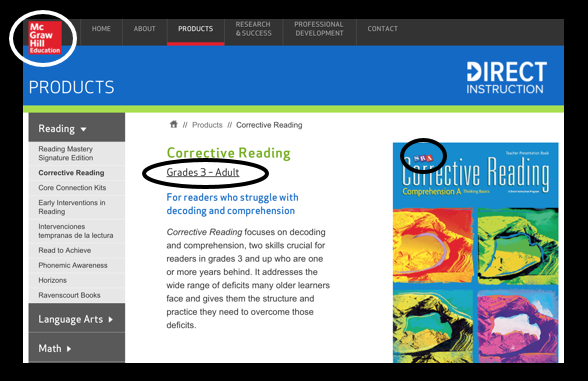 Mc
Graw
Hill
Education
HOME
ABOUT
PRODUCTS
RESEARCH
& SUCCESS
PROFESSIONAL
DEVELOPMENT
CONTACT
PRODUCTS
DIRECT
INSTRUCTION
Reading
Reading Mastery
Signature Edition
Corrective Reading
Core Connection Kits
Early Interventions in
Reading
Intervenciones
tempranas de la lectura
Read to Achieve
Phonemic Awareness
Horizons
Ravenscourt Books
Language Arts
Math
// Products // Corrective Reading
Corrective Reading
Grades 3 – Adult
For readers who struggle with
decoding and comprehension
Corrective Reading focuses on decoding
and comprehension, two skills crucial for
readers in grades 3 and up who are one
or more years behind. It addresses the
wide range of deficits many older learners
face and gives them the structure and
practice they need to overcome those
deficits.
Teacher Presentation Book
SRA
Corrective Reading
Comprehension A Thinking Basics
A Direct Instruction Program